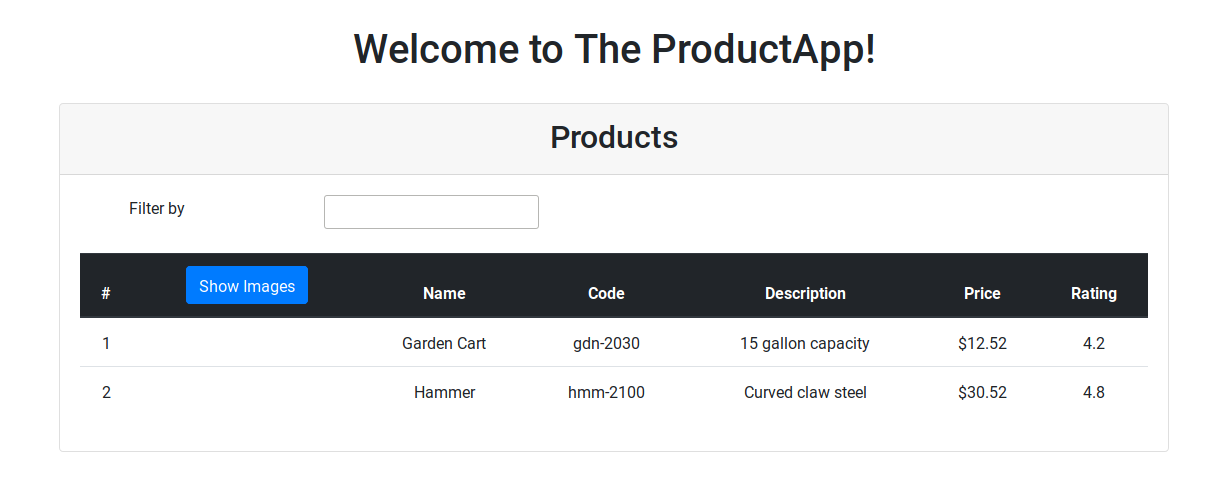 Welcome to The ProductApp!
Products
Filter by
# Show Images Name Code Description Price Rating
1 Garden Cart gdn-2030 15 gallon capacity $12.52 4.2
2 Hammer hmm-2100 Curved claw steel $30.52 4.8